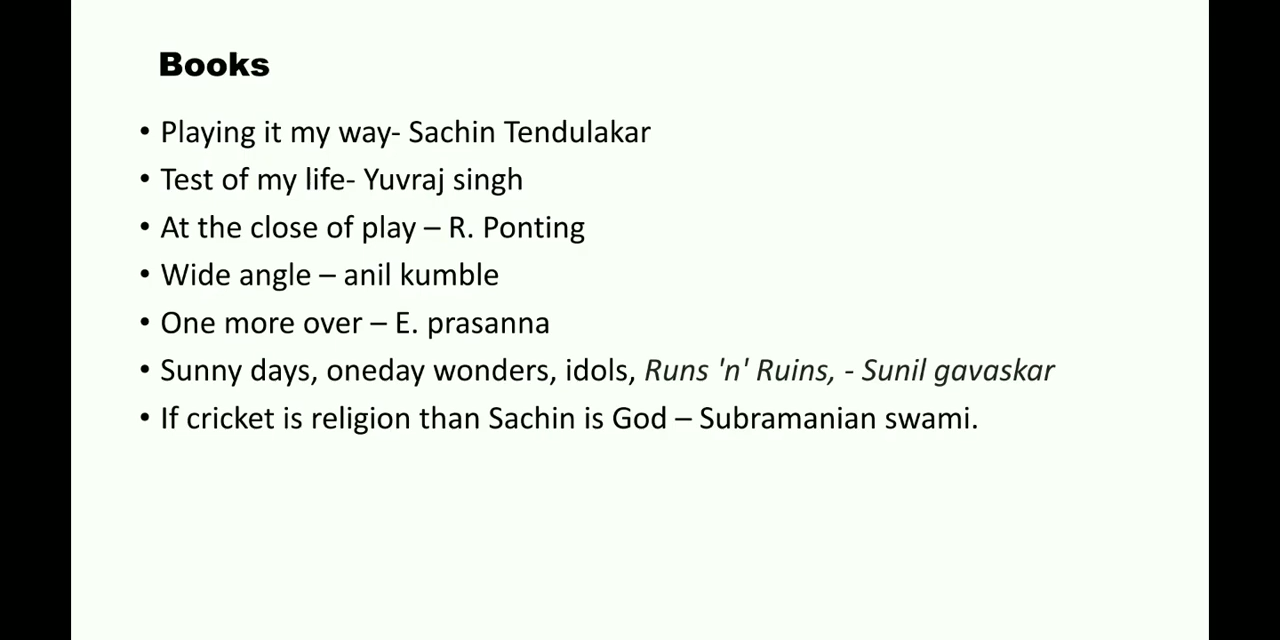 Books
• Playing it my way- Sachin Tendulakar
• Test of my life- Yuvraj singh
• At the close of play – R. Ponting
• Wide angle – anil kumble
• One more over – E. prasanna
• Sunny days, oneday wonders, idols, Runs 'n' Ruins, - Sunil gavaskar
• If cricket is religion than Sachin is God – Subramanian swami.